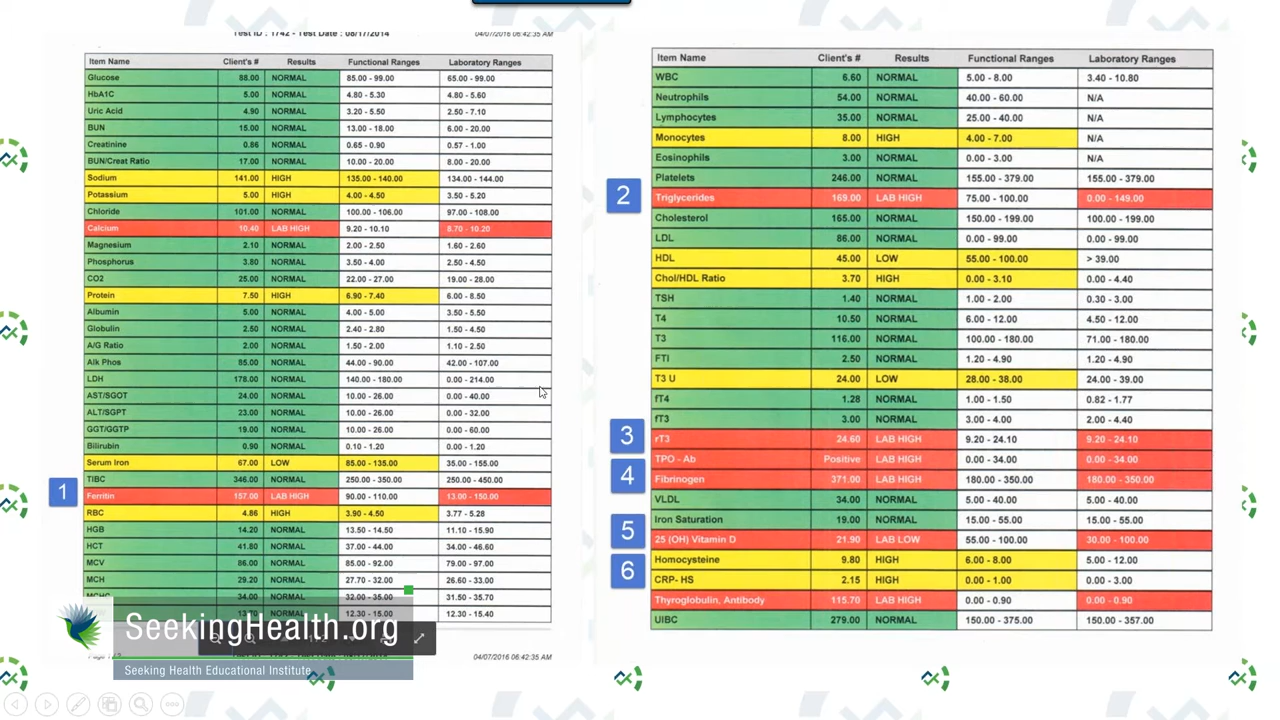 Test ID : 1742 - Test Date : 08/17/2014 04/07/2016 06:42:35 AM
Item Name Client's # Results Functional Ranges Laboratory Ranges
Glucose 88.00 NORMAL 85.00 - 99.00 65.00 - 99.00
HbA1C 5.00 NORMAL 4.80 - 5.30 4.80 - 5.60
Uric Acid 4.90 NORMAL 3.20 - 5.50 2.50 - 7.10
BUN 15.00 NORMAL 13.00 - 18.00 6.00 - 20.00
Creatinine 0.86 NORMAL 0.65 - 0.90 0.57 - 1.00
BUN/Creat Ratio 17.00 NORMAL 10.00 - 20.00 8.00 - 20.00
Sodium 141.00 HIGH 135.00 - 140.00 134.00 - 144.00
Potassium 5.00 HIGH 4.00 - 4.50 3.50 - 5.20
Chloride 101.00 NORMAL 100.00 - 106.00 97.00 - 108.00
Calcium 10.40 LAB HIGH 9.20 - 10.10 8.70 - 10.20
Magnesium 2.10 NORMAL 2.00 - 2.50 1.60 - 2.60
Phosphorus 3.80 NORMAL 3.50 - 4.00 2.50 - 4.50
CO2 25.00 NORMAL 22.00 - 27.00 19.00 - 28.00
Protein 7.50 HIGH 6.90 - 7.40 6.00 - 8.50
Albumin 5.00 NORMAL 4.00 - 5.00 3.50 - 5.50
Globulin 2.50 NORMAL 2.40 - 2.80 1.50 - 4.50
A/G Ratio 2.00 NORMAL 1.50 - 2.00 1.10 - 2.50
Alk Phos 85.00 NORMAL 44.00 - 90.00 42.00 - 107.00
LDH 178.00 NORMAL 140.00 - 180.00 0.00 - 214.00
AST/SGOT 24.00 NORMAL 10.00 - 26.00 0.00 - 40.00
ALT/SGPT 23.00 NORMAL 10.00 - 26.00 0.00 - 32.00
GGT/GGTP 19.00 NORMAL 10.00 - 26.00 0.00 - 60.00
Bilirubin 0.90 NORMAL 0.10 - 1.20 0.00 - 1.20
Serum Iron 67.00 LOW 85.00 - 135.00 35.00 - 155.00
TIBC 346.00 NORMAL 250.00 - 350.00 250.00 - 450.00
1 Ferritin 157.00 LAB HIGH 90.00 - 110.00 13.00 - 150.00
RBC 4.86 HIGH 3.90 - 4.50 3.77 - 5.28
HGB 14.20 NORMAL 13.50 - 14.50 11.10 - 15.90
HCT 41.80 NORMAL 37.00 - 44.00 34.00 - 46.60
MCV 86.00 NORMAL 85.00 - 92.00 79.00 - 97.00
MCH 29.20 NORMAL 27.70 - 32.00 26.60 - 33.00
MCHC 34.00 NORMAL 32.00 - 35.00 31.50 - 35.70
NORMAL 12.30 - 15.00 12.30 - 15.40
SeekingHealth.org
Seeking Health Educational Institute
04/07/2016 06:42:35 AM
Item Name Client's # Results Functional Ranges Laboratory Ranges
WBC 6.60 NORMAL 5.00 - 8.00 3.40 - 10.80
Neutrophils 54.00 NORMAL 40.00 - 60.00 N/A
Lymphocytes 35.00 NORMAL 25.00 - 40.00 N/A
Monocytes 8.00 HIGH 4.00 - 7.00 N/A
Eosinophils 3.00 NORMAL 0.00 - 3.00 N/A
Platelets 246.00 NORMAL 155.00 - 379.00 155.00 - 379.00
2 Triglycerides 169.00 LAB HIGH 75.00 - 100.00 0.00 - 149.00
Cholesterol 165.00 NORMAL 150.00 - 199.00 100.00 - 199.00
LDL 86.00 NORMAL 0.00 - 99.00 0.00 - 99.00
HDL 45.00 LOW 55.00 - 100.00 > 39.00
Chol/HDL Ratio 3.70 HIGH 0.00 - 3.10 0.00 - 4.40
TSH 1.40 NORMAL 1.00 - 2.00 0.30 - 3.00
T4 10.50 NORMAL 6.00 - 12.00 4.50 - 12.00
T3 116.00 NORMAL 100.00 - 180.00 71.00 - 180.00
FTI 2.50 NORMAL 1.20 - 4.90 1.20 - 4.90
T3 U 24.00 LOW 28.00 - 38.00 24.00 - 39.00
fT4 1.28 NORMAL 1.00 - 1.50 0.82 - 1.77
fT3 3.00 NORMAL 3.00 - 4.00 2.00 - 4.40
3 rT3 24.60 LAB HIGH 9.20 - 24.10 9.20 - 24.10
TPO - Ab Positive LAB HIGH 0.00 - 34.00 0.00 - 34.00
4 Fibrinogen 371.00 LAB HIGH 180.00 - 350.00 180.00 - 350.00
VLDL 34.00 NORMAL 5.00 - 40.00 5.00 - 40.00
Iron Saturation 19.00 NORMAL 15.00 - 55.00 15.00 - 55.00
5 25 (OH) Vitamin D 21.90 LAB LOW 55.00 - 100.00 30.00 - 100.00
6 Homocysteine 9.80 HIGH 6.00 - 8.00 5.00 - 12.00
CRP- HS 2.15 HIGH 0.00 - 1.00 0.00 - 3.00
Thyroglobulin, Antibody 115.70 LAB HIGH 0.00 - 0.90 0.00 - 0.90
UIBC 279.00 NORMAL 150.00 - 375.00 150.00 - 357.00